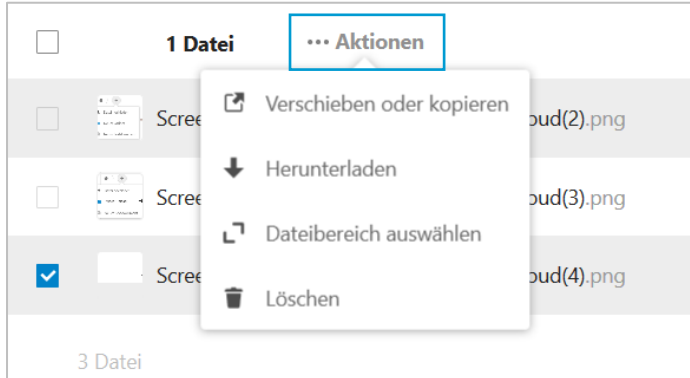 1 Datei ··· Aktionen
Verschieben oder kopieren
Scree oud(2).png
Herunterladen
Scree oud(3).png
Dateibereich auswählen
Scree oud(4).png
Löschen
3 Datei